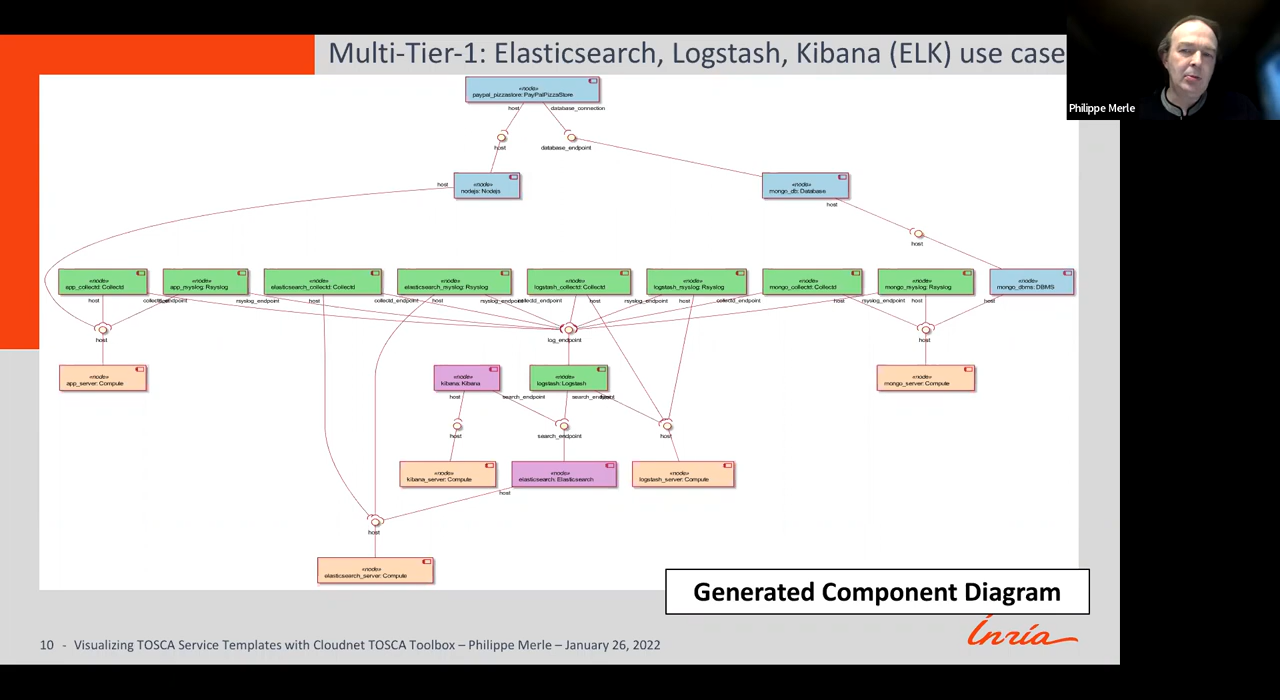 Multi-Tier-1: Elasticsearch, Logstash, Kibana (ELK) use case
Philippe Merle
«node»
paypal_pizzastore: PayPalPizzaStore
host
database_connection
host
database_endpoint
«node»
nodejs: Nodejs
host
«node»
mongo_db: Database
host
host
«node»
app_collectd: Collectd
«node»
app_rsyslog: Rsyslog
«node»
elasticsearch_collectd: Collectd
«node»
elasticsearch_rsyslog: Rsyslog
«node»
logstash_collectd: Collectd
«node»
logstash_rsyslog: Rsyslog
«node»
mongo_collectd: Collectd
«node»
mongo_rsyslog: Rsyslog
«node»
mongo_dbms: DBMS
host
rsyslog_endpoint
host
collectd_endpoint
host
host
rsyslog_endpoint
host
collectd_endpoint
host
rsyslog_endpoint
host
host
host
log_endpoint
host
«node»
app_server: Compute
«node»
kibana: Kibana
«node»
logstash: Logstash
«node»
mongo_server: Compute
host
search_endpoint
search_endpoint
host
search_endpoint
host
«node»
kibana_server: Compute
«node»
elasticsearch: Elasticsearch
«node»
logstash_server: Compute
host
host
«node»
elasticsearch_server: Compute
Generated Component Diagram
Inria
10 - Visualizing TOSCA Service Templates with Cloudnet TOSCA Toolbox – Philippe Merle – January 26, 2022